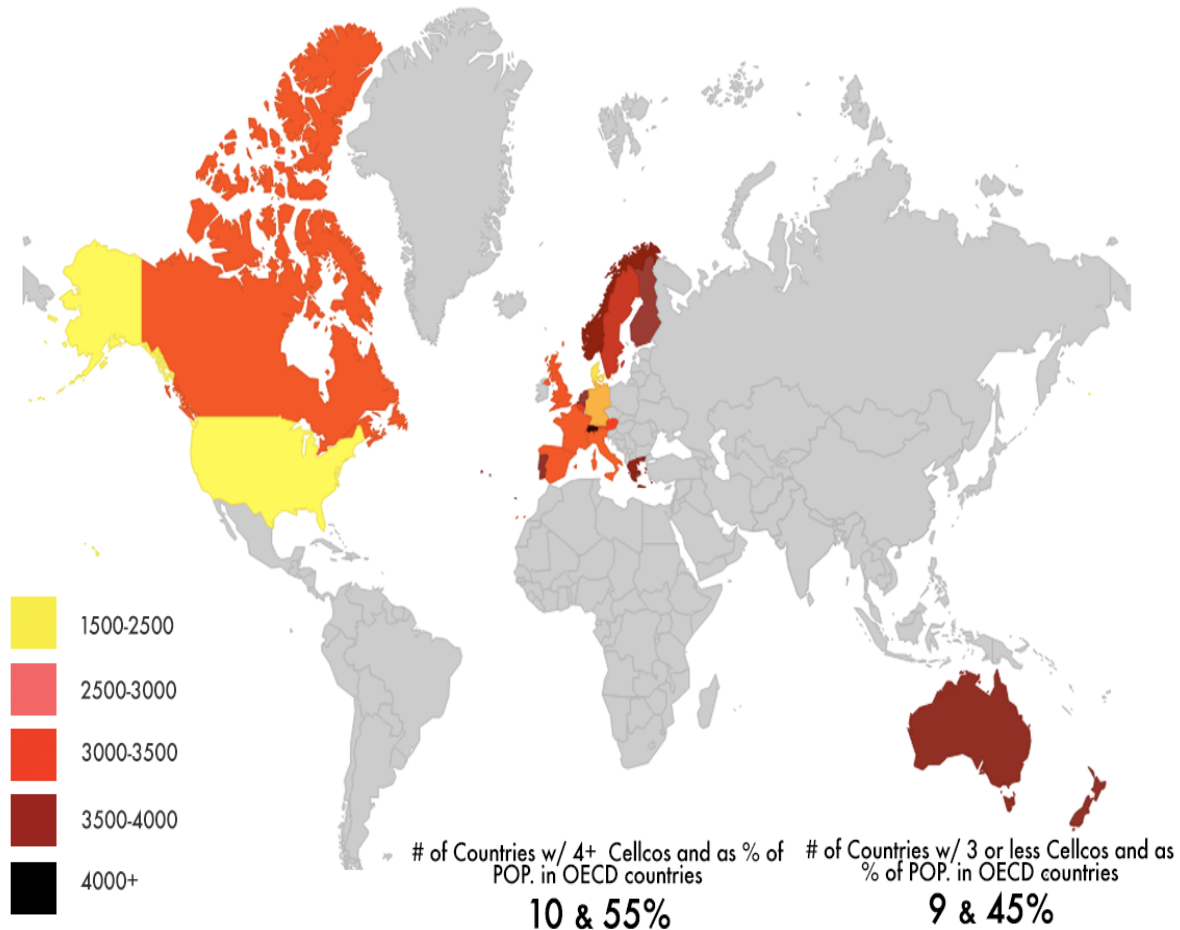 1500-2500
2500-3000
3000-3500
3500-4000
4000+
# of Countries w/ 4+ Cellcos and as % of
POP. in OECD countries
10 & 55%
# of Countries w/ 3 or less Cellcos and as
% of POP. in OECD countries
9 & 45%